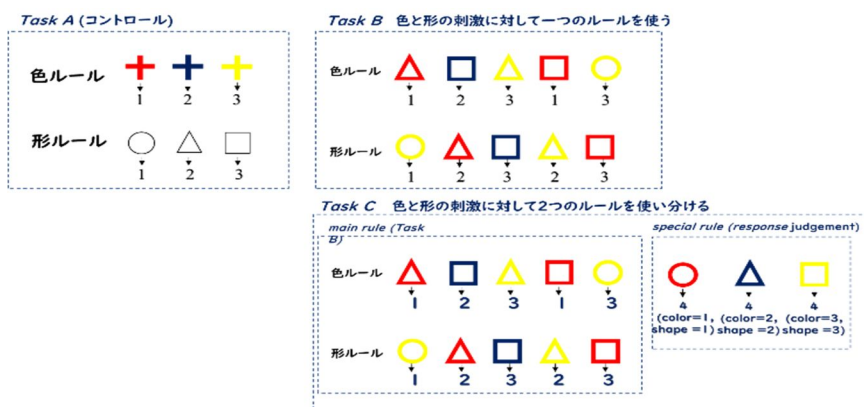 Task A (コントロール)
色ルール
1 2 3
形ルール
1 2 3
Task B 色と形の刺激に対して一つのルールを使う
色ルール
1 2 3 1 3
形ルール
1 2 3 2 3
Task C 色と形の刺激に対して2つのルールを使い分ける
main rule (Task
B)
色ルール
1 2 3 1 3
形ルール
1 2 3 2 3
special rule (response judgement)
4 4 4
(color=1, (color=2, (color=3,
shape =1) shape =2) shape =3)